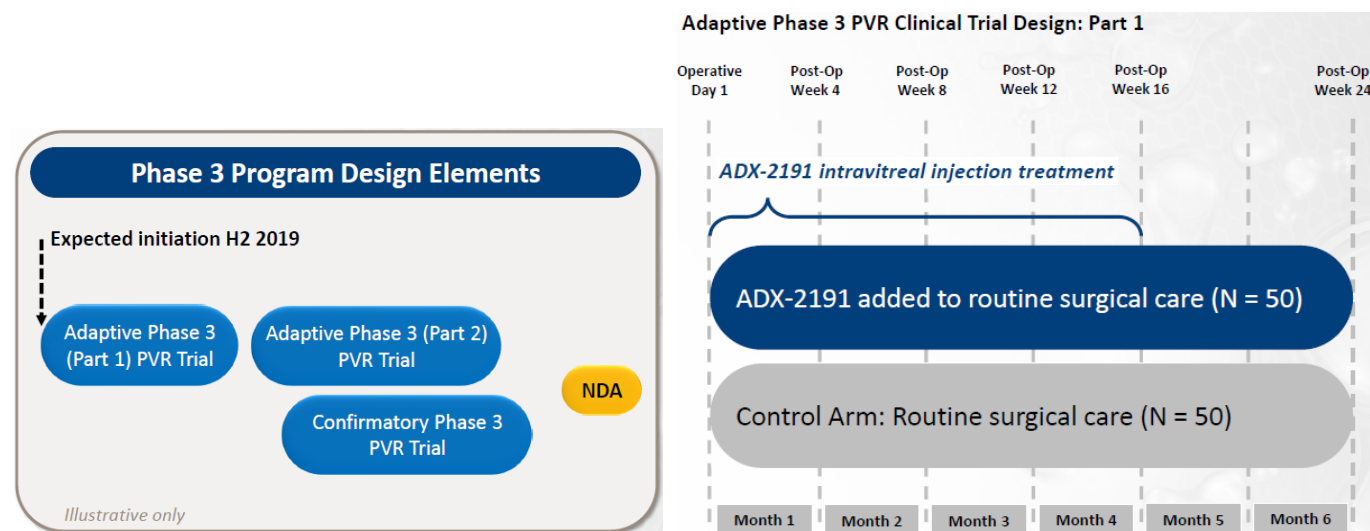 Phase 3 Program Design Elements
Expected initiation H2 2019
Adaptive Phase 3
(Part 1) PVR Trial
Adaptive Phase 3 (Part 2)
PVR Trial
Confirmatory Phase 3
PVR Trial
NDA
Illustrative only
Adaptive Phase 3 PVR Clinical Trial Design: Part 1
Operative
Day 1
Post-Op
Week 4
Post-Op
Week 8
Post-Op
Week 12
Post-Op
Week 16
Post-Op
Week 24
ADX-2191 intravitreal injection treatment
ADX-2191 added to routine surgical care (N = 50)
Control Arm: Routine surgical care (N = 50)
Month 1
Month 2
Month 3
Month 4
Month 5
Month 6